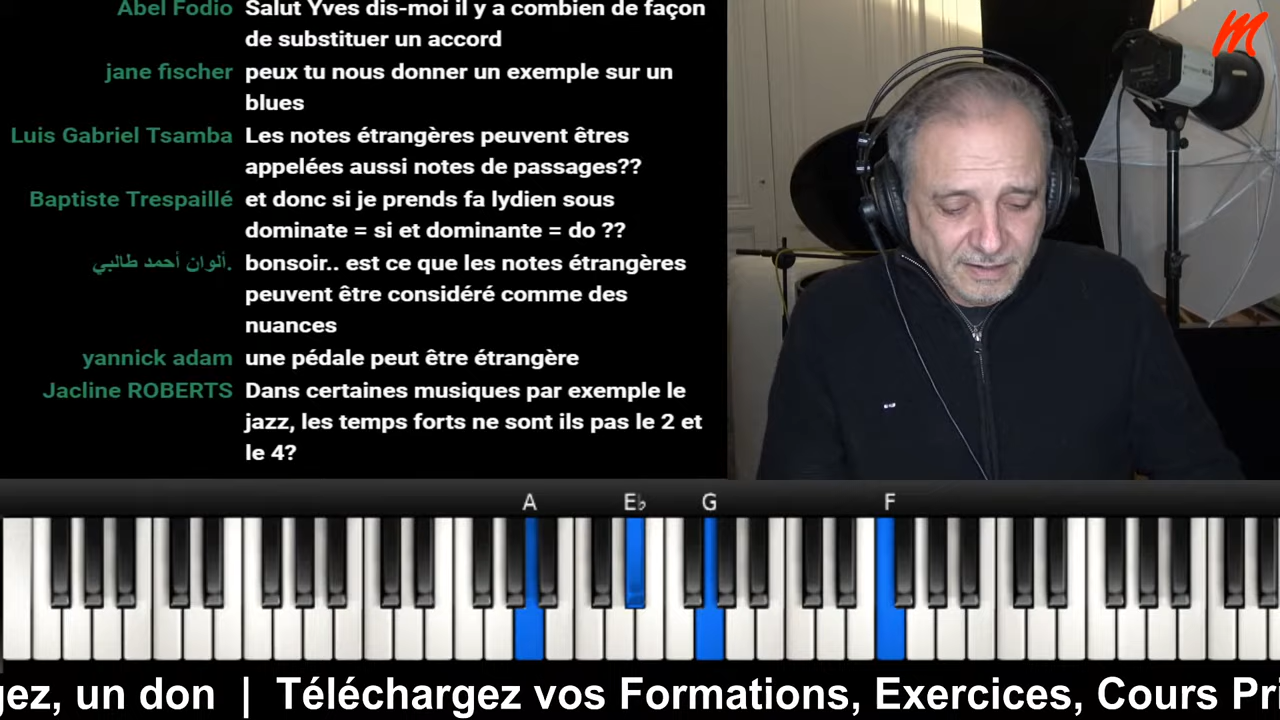 Abel Fodio Salut Yves dis-moi il y a combien de façon
de substituer un accord
jane fischer peux tu nous donner un exemple sur un
blues
Luis Gabriel Tsamba Les notes étrangères peuvent êtres
appelées aussi notes de passages??
Baptiste Trespaillé et donc si je prends fa lydien sous
dominate = si et dominante = do ??
ألوان أحمد طالبي. bonsoir.. est ce que les notes étrangères
peuvent être considéré comme des
nuances
yannick adam une pédale peut être étrangère
Jacline ROBERTS Dans certaines musiques par exemple le
jazz, les temps forts ne sont ils pas le 2 et
le 4?
M
A E♭ G F
gez, un don | Téléchargez vos Formations, Exercices, Cours Pri